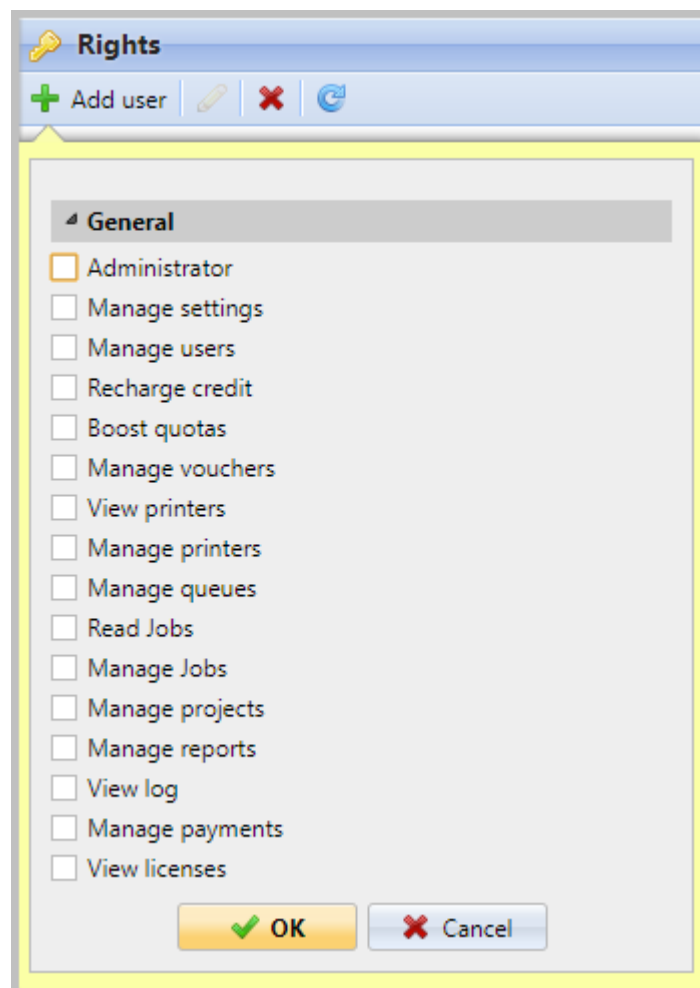 Rights
Add user
General
Administrator
Manage settings
Manage users
Recharge credit
Boost quotas
Manage vouchers
View printers
Manage printers
Manage queues
Read Jobs
Manage Jobs
Manage projects
Manage reports
View log
Manage payments
View licenses
OK Cancel